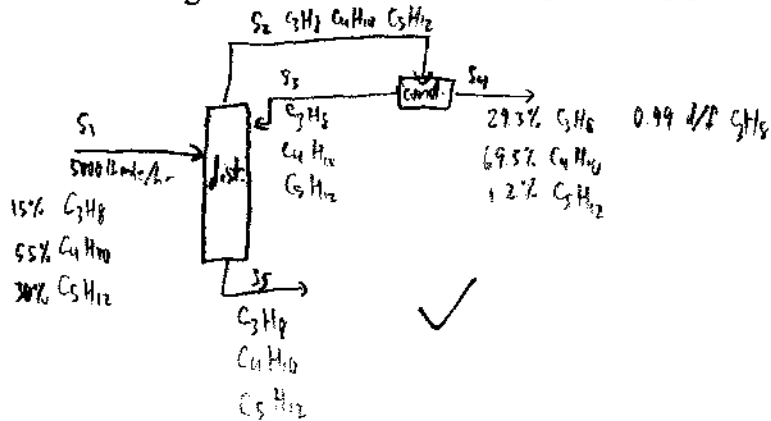 S2 C3H8 C4H10 C5H12
S3
C3H8
C4H10
C5H12
cond.
S4
29.3% C3H8 0.99 d/f C3H8
69.5% C4H10
1.2% C5H12
S1
5000 lbmole/hr
15% C3H8
55% C4H10
30% C5H12
dist.
S5
C3H8
C4H10
C5H12